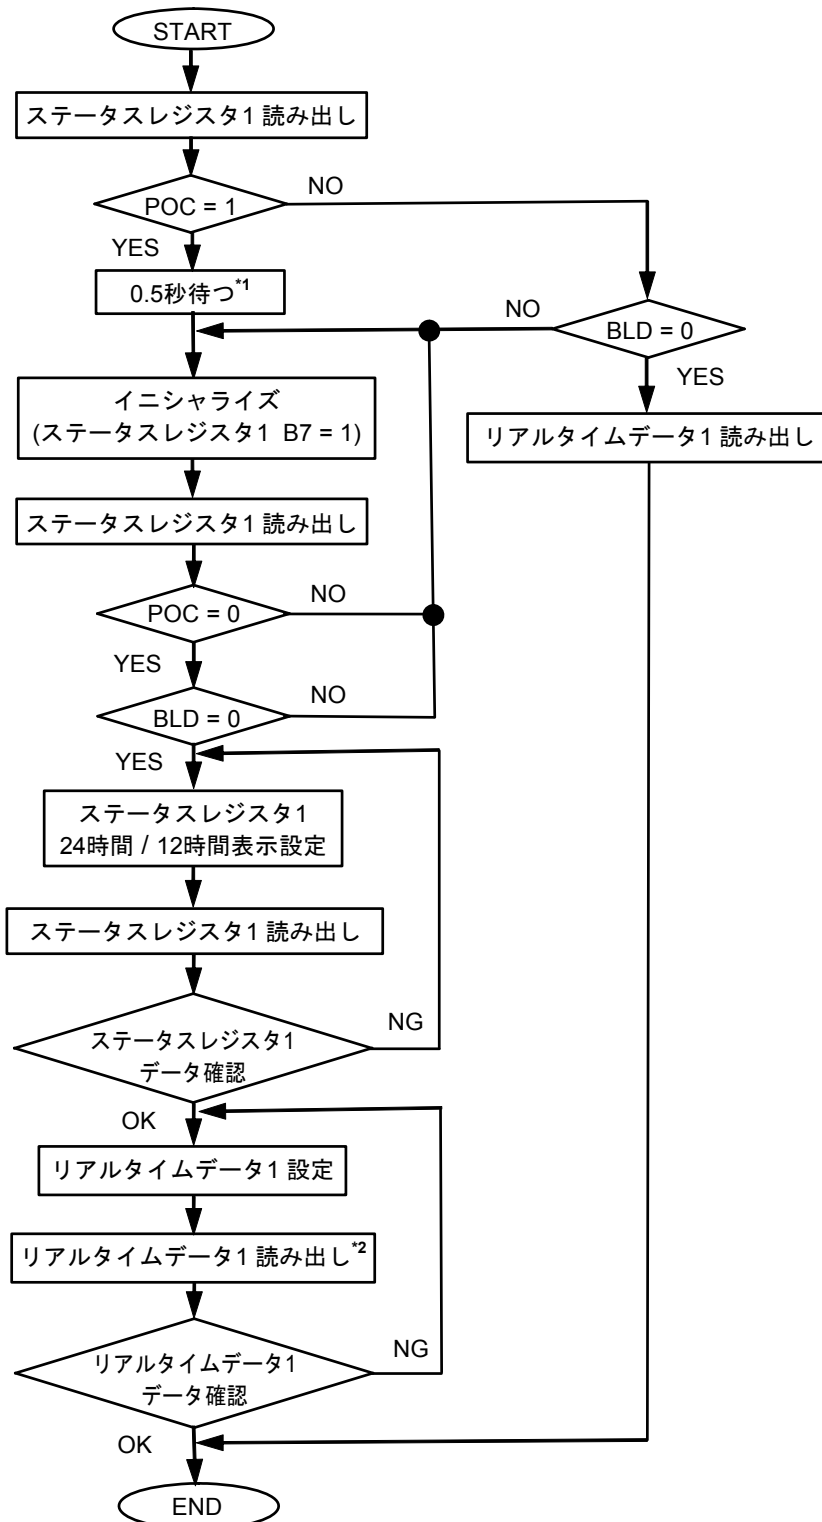 START
ステータスレジスタ1 読み出し
POC = 1
NO
YES
0.5秒待つ*1
NO
BLD = 0
YES
イニシャライズ
(ステータスレジスタ1 B7 = 1)
リアルタイムデータ1 読み出し
ステータスレジスタ1 読み出し
POC = 0
NO
YES
BLD = 0
NO
YES
ステータスレジスタ1
24時間 / 12時間表示設定
ステータスレジスタ1 読み出し
ステータスレジスタ1
データ確認
NG
OK
リアルタイムデータ1 設定
リアルタイムデータ1 読み出し*2
リアルタイムデータ1
データ確認
NG
OK
END